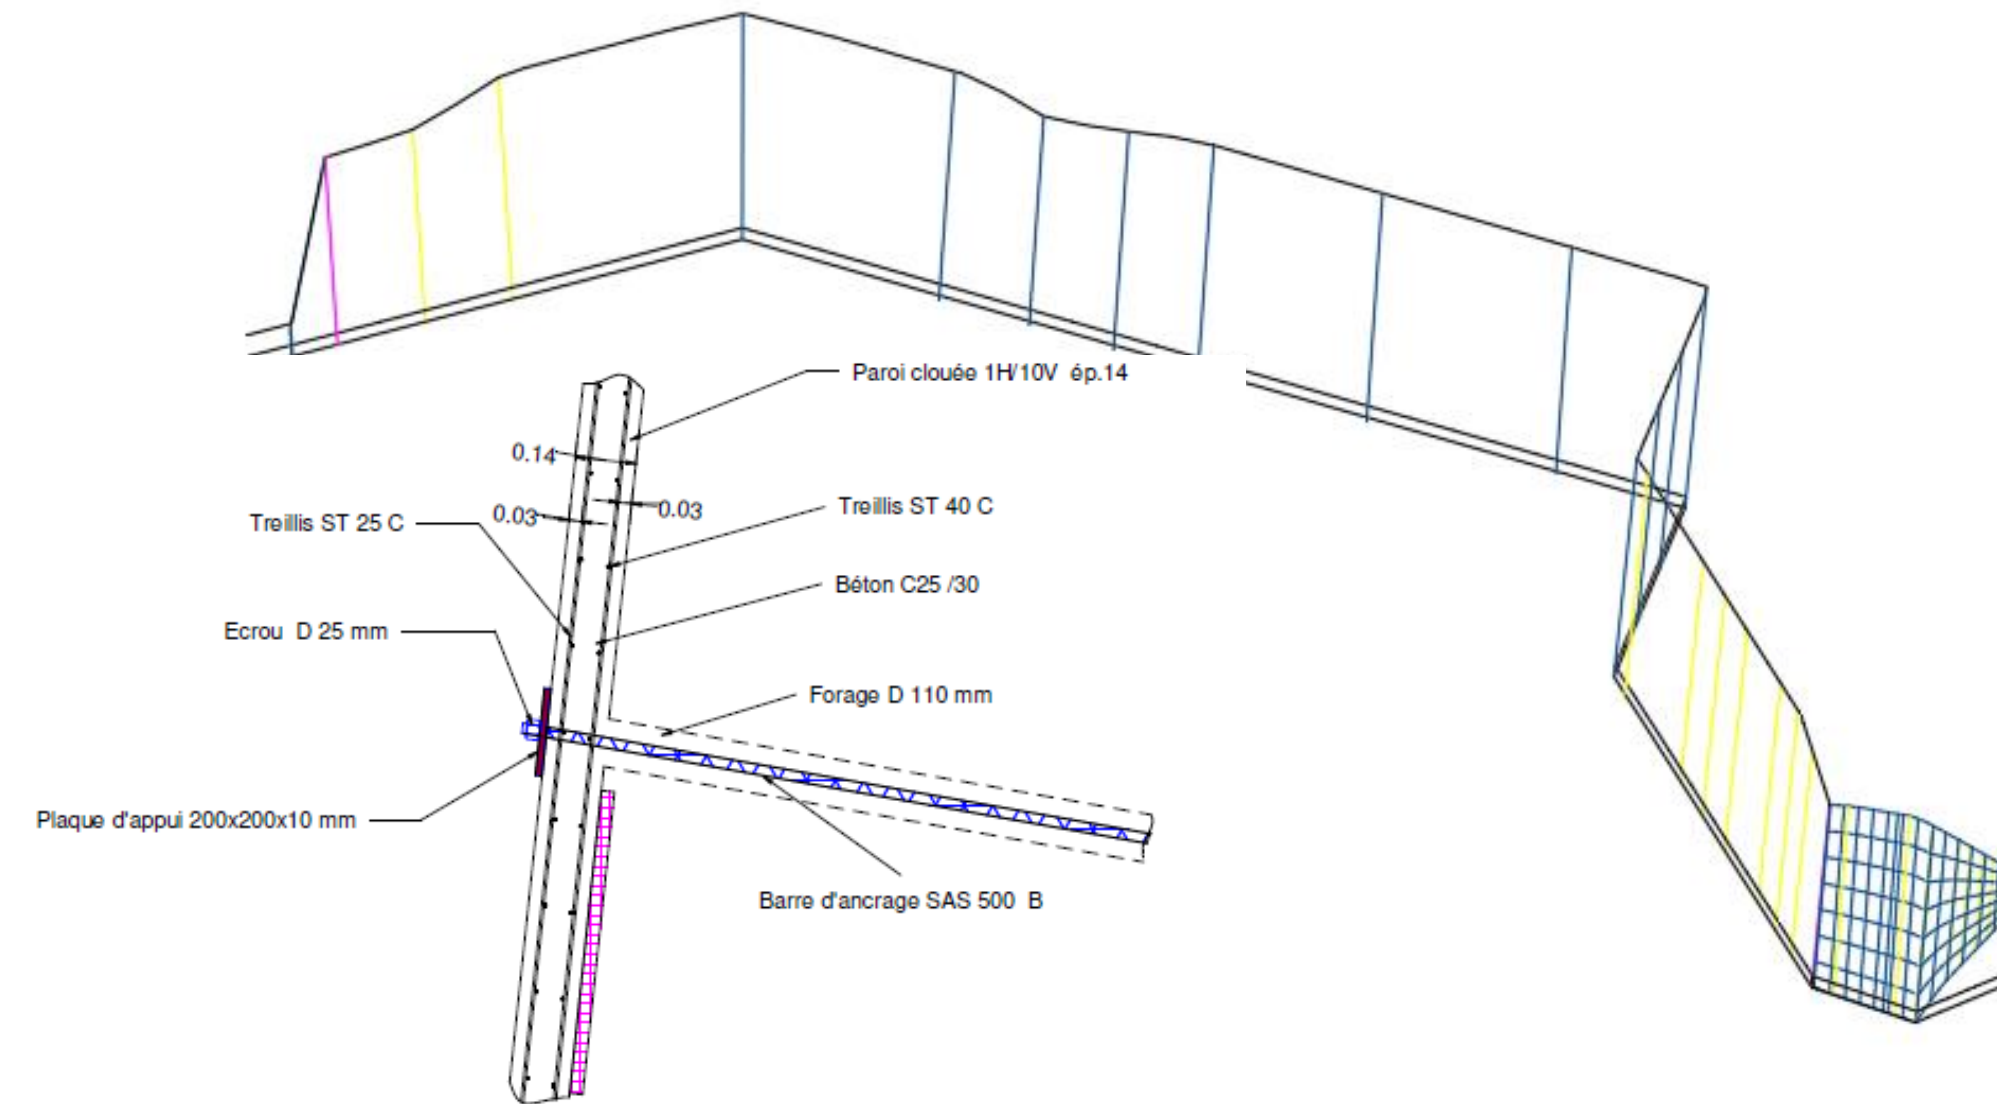 Paroi clouée 1H/10V ép.14
0.14
0.03
0.03
Treillis ST 40 C
Treillis ST 25 C
Béton C25 /30
Ecrou D 25 mm
Forage D 110 mm
Plaque d'appui 200x200x10 mm
Barre d'ancrage SAS 500 B